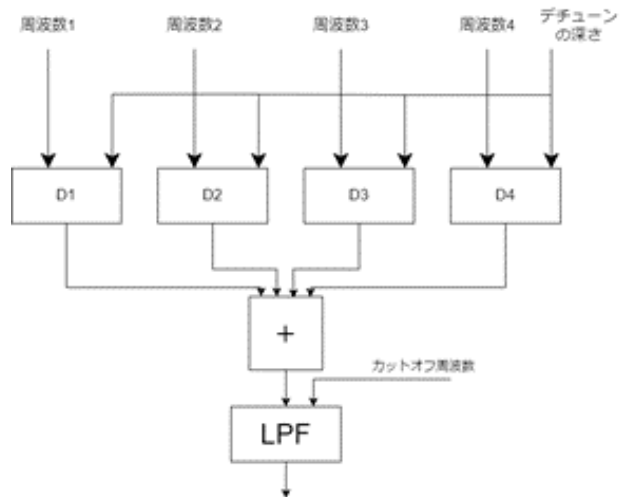 周波数1
周波数2
周波数3
周波数4
デチューン
の深さ
D1
D2
D3
D4
+
カットオフ周波数
LPF